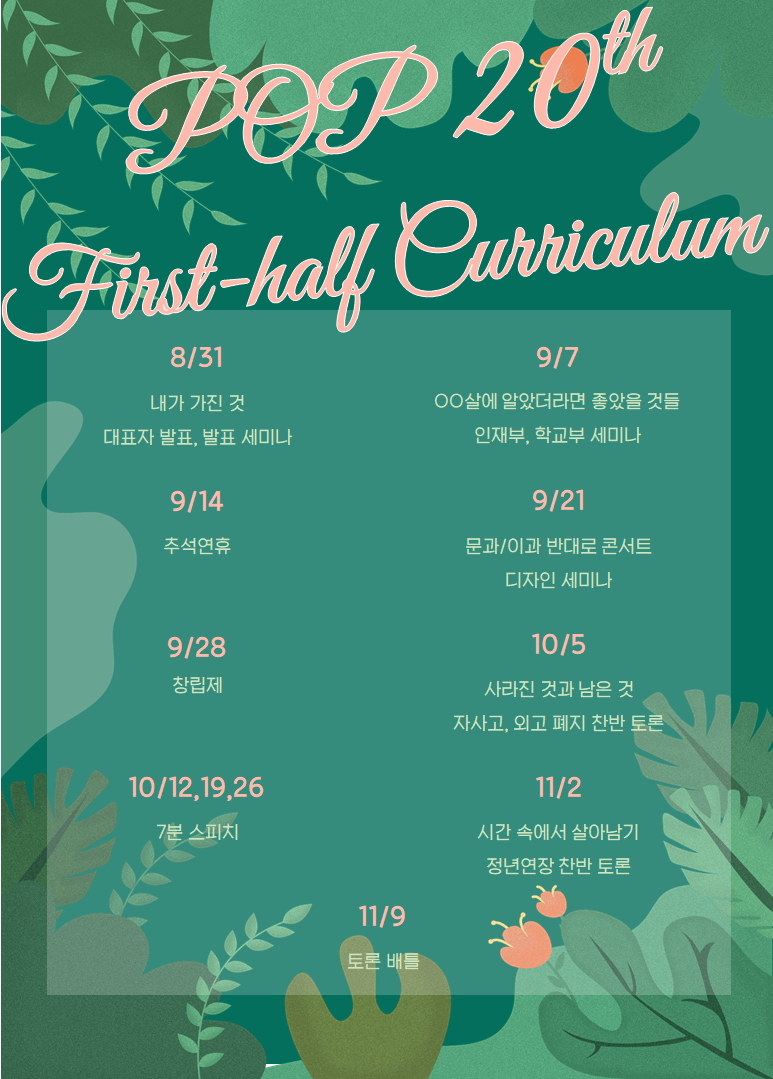 POP 20th
First-half Curriculum
8/31
내가 가진 것
대표자 발표, 발표 세미나
9/7
OO살에 알았더라면 좋았을 것들
인재부, 학교부 세미나
9/14
추석연휴
9/21
문과/이과 반대로 콘서트
디자인 세미나
9/28
창립제
10/5
사라진 것과 남은 것
자사고, 외고 폐지 찬반 토론
10/12,19,26
7분 스피치
11/2
시간 속에서 살아남기
정년연장 찬반 토론
11/9
토론 배틀